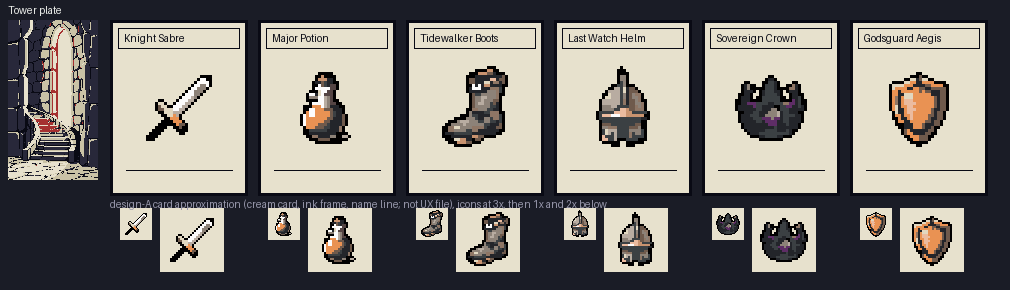 Tower plate
Knight Sabre
Major Potion
Tidewalker Boots
Last Watch Helm
Sovereign Crown
Godsguard Aegis
design-A card approximation (cream card, ink frame, name line; not UX file), icons at 3x, then 1x and 2x below